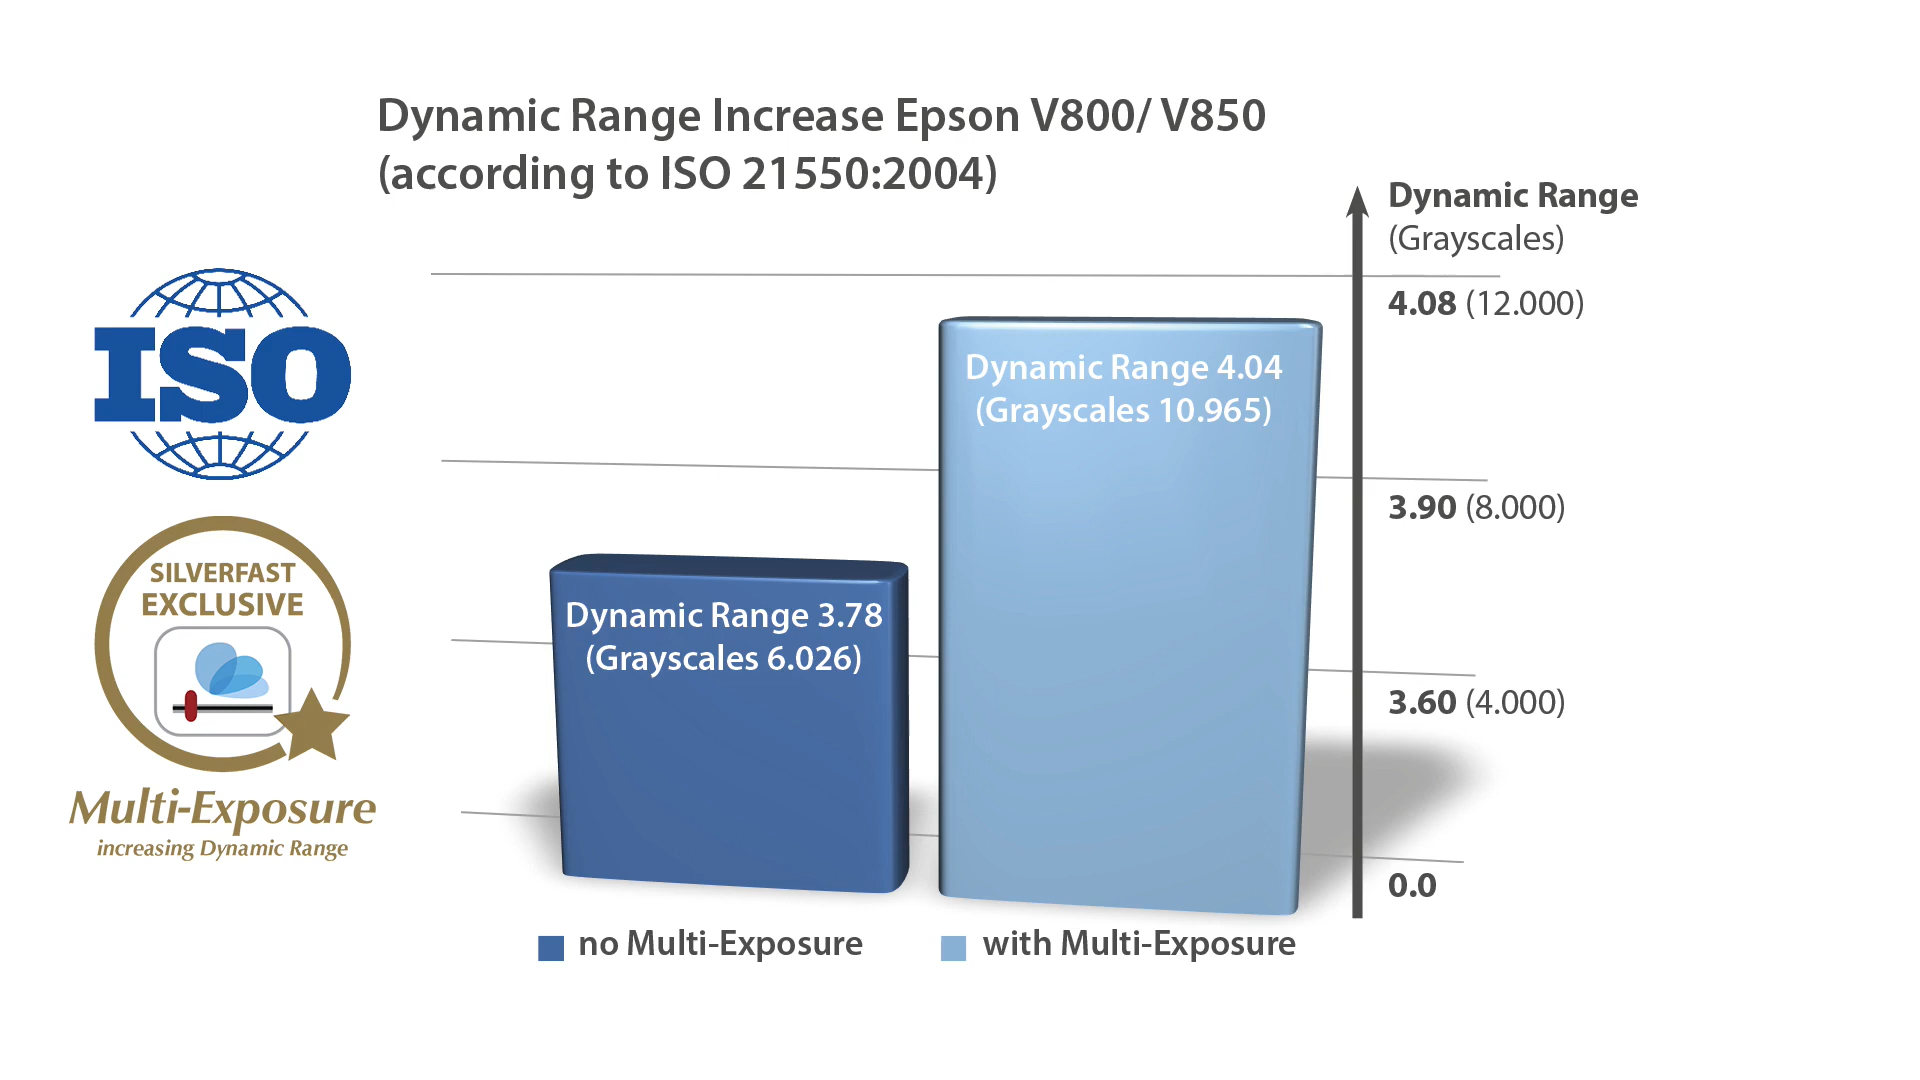 Dynamic Range Increase Epson V800/ V850
(according to ISO 21550:2004)
Dynamic Range
(Grayscales)
4.08 (12.000)
3.90 (8.000)
3.60 (4.000)
0.0
ISO
SILVERFAST
EXCLUSIVE
Multi-Exposure
increasing Dynamic Range
Dynamic Range 3.78
(Grayscales 6.026)
Dynamic Range 4.04
(Grayscales 10.965)
no Multi-Exposure
with Multi-Exposure